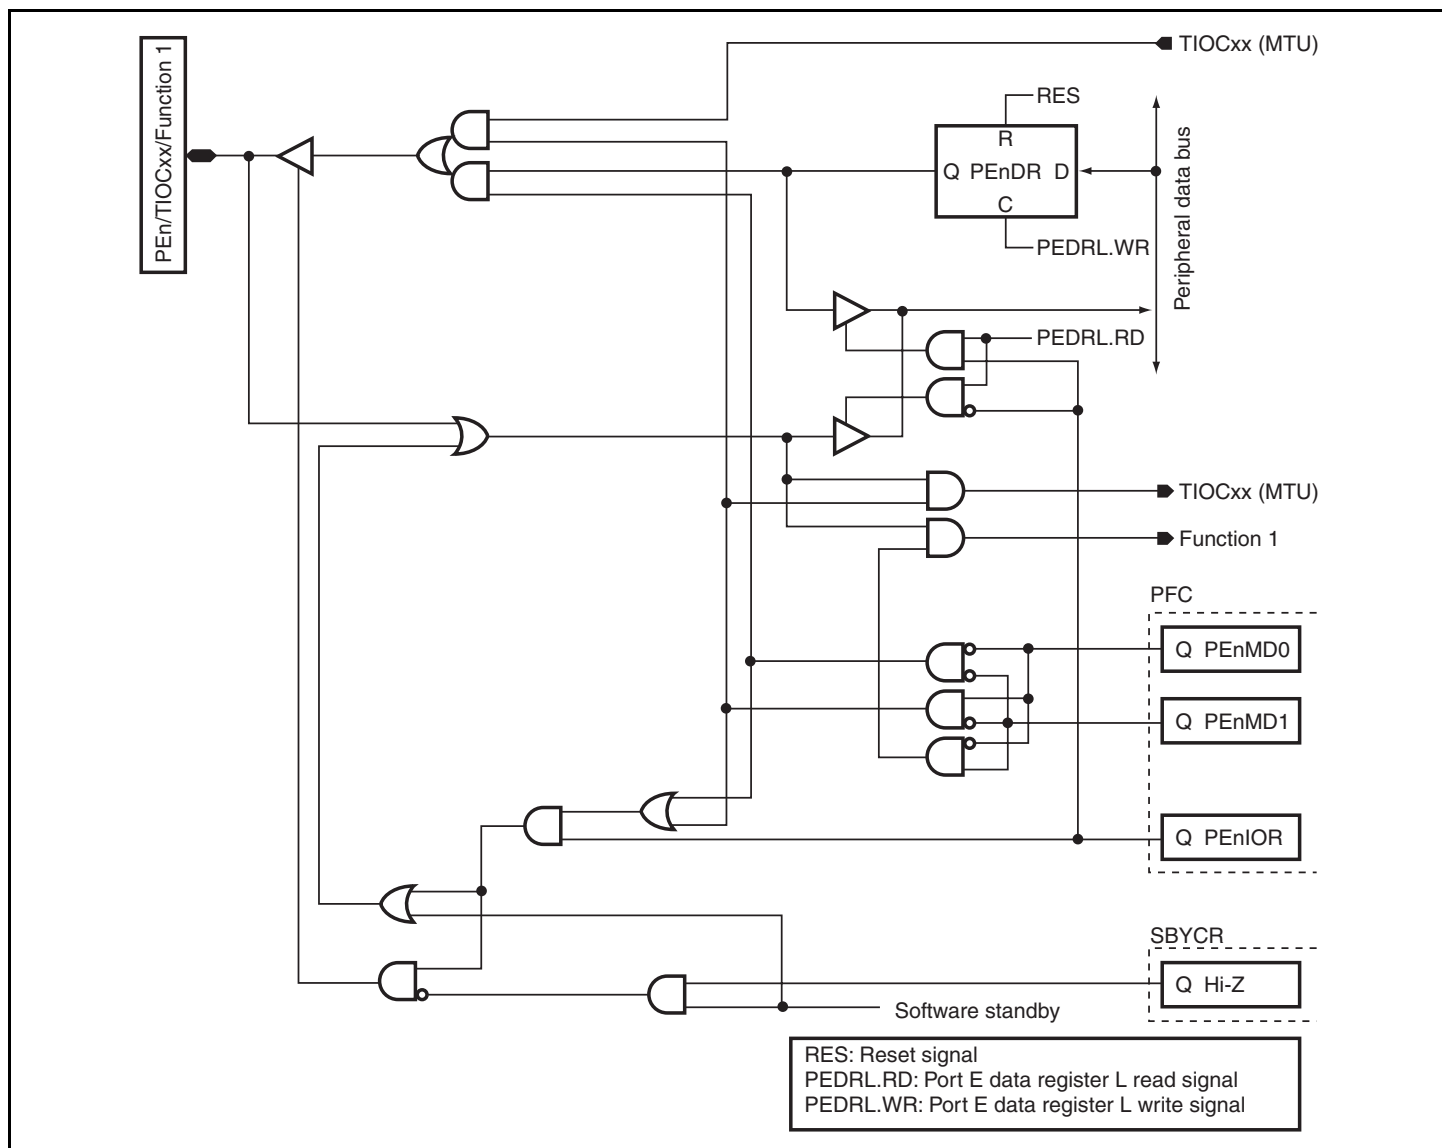 PEn/TIOCxx/Function 1
TIOCxx (MTU)
RES
R
Q PEnDR D
C
PEDRL.WR
Peripheral data bus
PEDRL.RD
TIOCxx (MTU)
Function 1
PFC
Q PEnMD0
Q PEnMD1
Q PEnIOR
SBYCR
Q Hi-Z
Software standby
RES: Reset signal
PEDRL.RD: Port E data register L read signal
PEDRL.WR: Port E data register L write signal